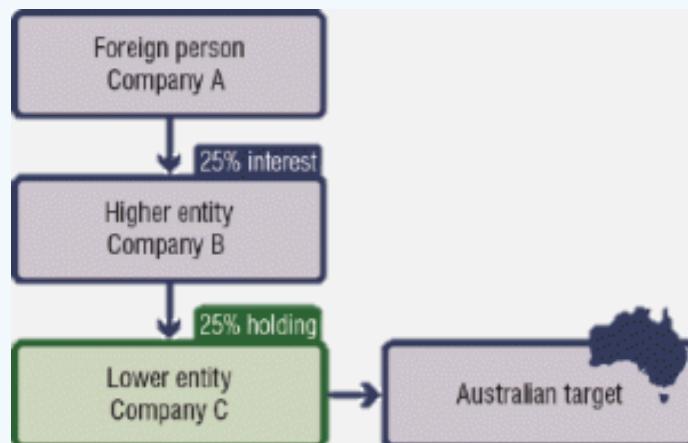 Foreign person
Company A
25% interest
Higher entity
Company B
25% holding
Lower entity
Company C
Australian target